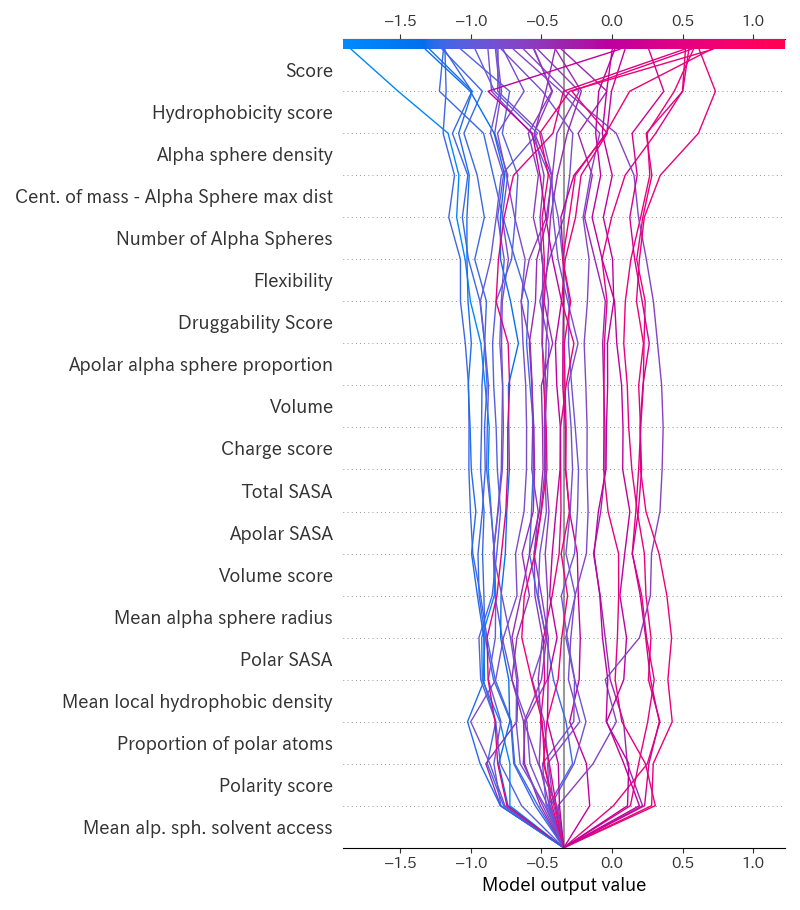 −1.5 −1.0 −0.5 0.0 0.5 1.0
Score
Hydrophobicity score
Alpha sphere density
Cent. of mass - Alpha Sphere max dist
Number of Alpha Spheres
Flexibility
Druggability Score
Apolar alpha sphere proportion
Volume
Charge score
Total SASA
Apolar SASA
Volume score
Mean alpha sphere radius
Polar SASA
Mean local hydrophobic density
Proportion of polar atoms
Polarity score
Mean alp. sph. solvent access
−1.5 −1.0 −0.5 0.0 0.5 1.0
Model output value